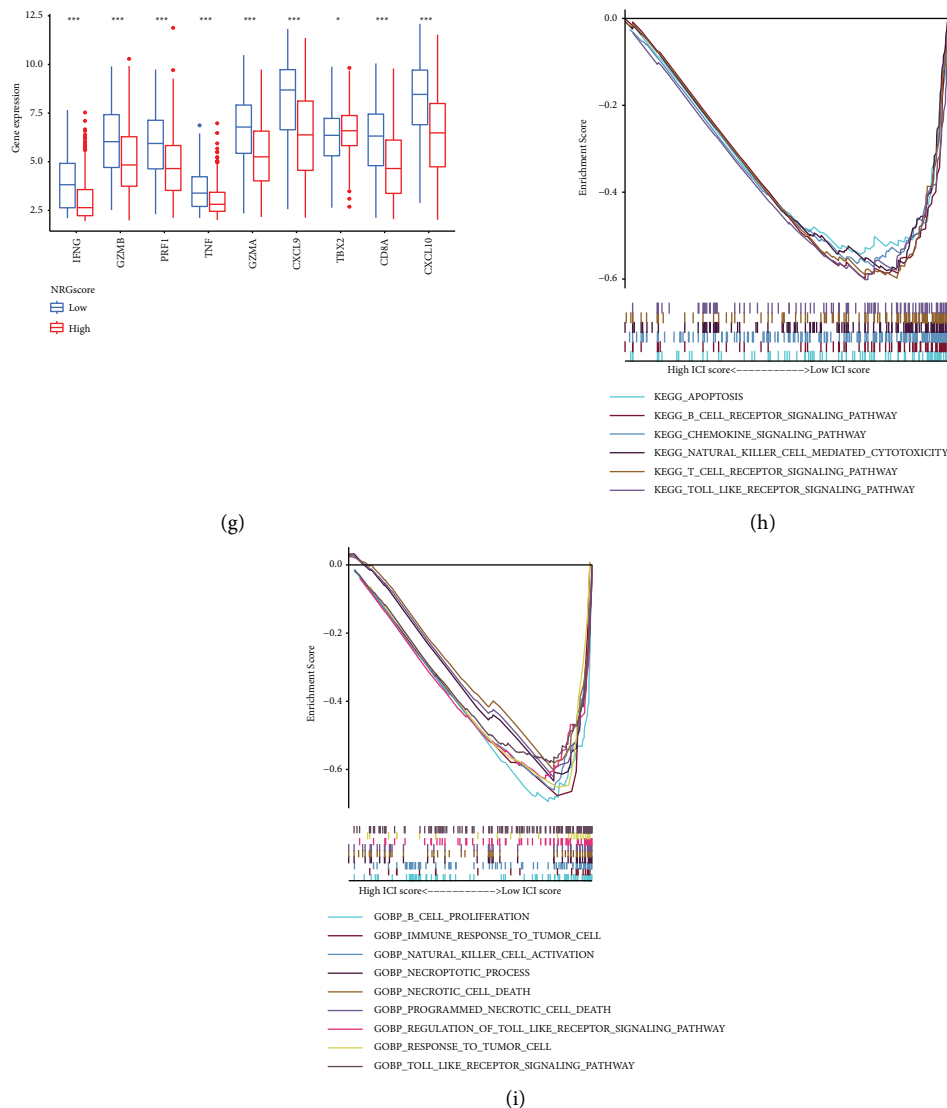 12.5
10.0
7.5
5.0
2.5
Gene expression
*** *** *** *** *** *** * *** ***
IFNG
GZMB
PRF1
TNF
GZMA
CXCL9
TBX2
CD8A
CXCL10
NRGscore
Low
High
(g)
0.0
−0.2
−0.4
−0.6
Enrichment Score
High ICI score<----------->Low ICI score
KEGG_APOPTOSIS
KEGG_B_CELL_RECEPTOR_SIGNALING_PATHWAY
KEGG_CHEMOKINE_SIGNALING_PATHWAY
KEGG_NATURAL_KILLER_CELL_MEDIATED_CYTOTOXICITY
KEGG_T_CELL_RECEPTOR_SIGNALING_PATHWAY
KEGG_TOLL_LIKE_RECEPTOR_SIGNALING_PATHWAY
(h)
0.0
−0.2
−0.4
−0.6
Enrichment Score
High ICI score<----------->Low ICI score
GOBP_B_CELL_PROLIFERATION
GOBP_IMMUNE_RESPONSE_TO_TUMOR_CELL
GOBP_NATURAL_KILLER_CELL_ACTIVATION
GOBP_NECROPTOTIC_PROCESS
GOBP_NECROTIC_CELL_DEATH
GOBP_PROGRAMMED_NECROTIC_CELL_DEATH
GOBP_REGULATION_OF_TOLL_LIKE_RECEPTOR_SIGNALING_PATHWAY
GOBP_RESPONSE_TO_TUMOR_CELL
GOBP_TOLL_LIKE_RECEPTOR_SIGNALING_PATHWAY
(i)